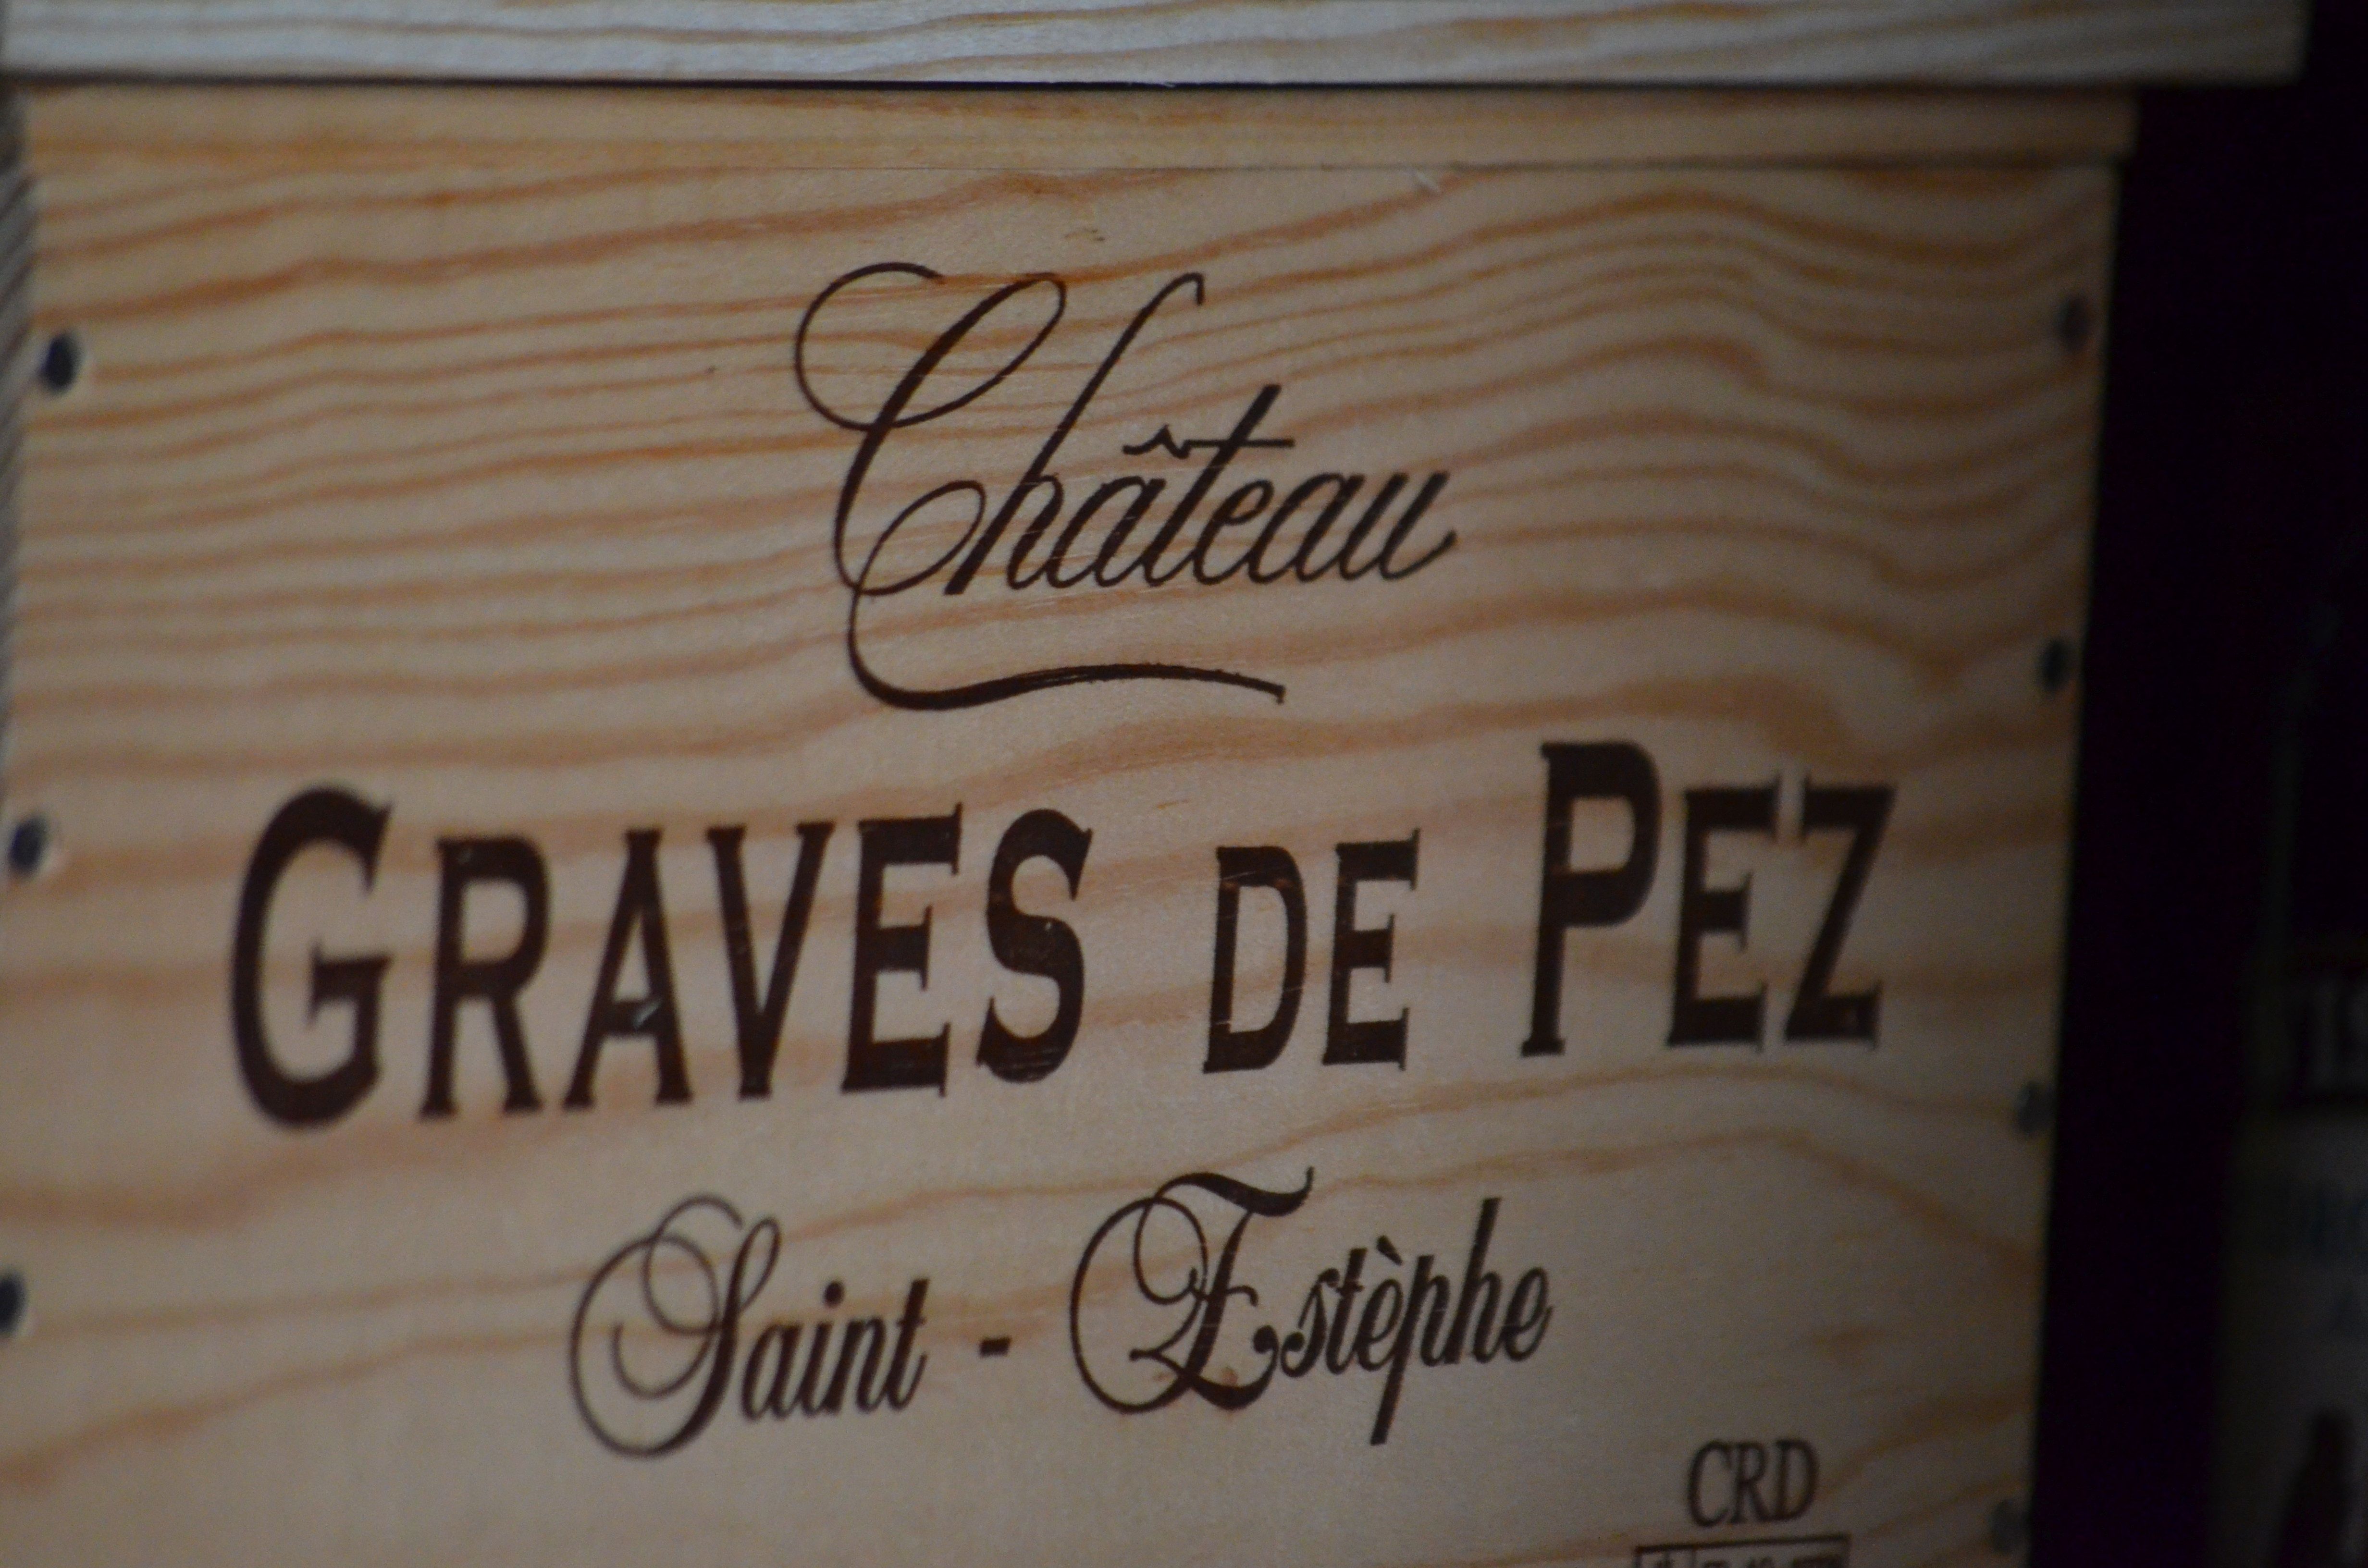 Château
GRAVES DE PEZ
Saint - Estèphe
CRD